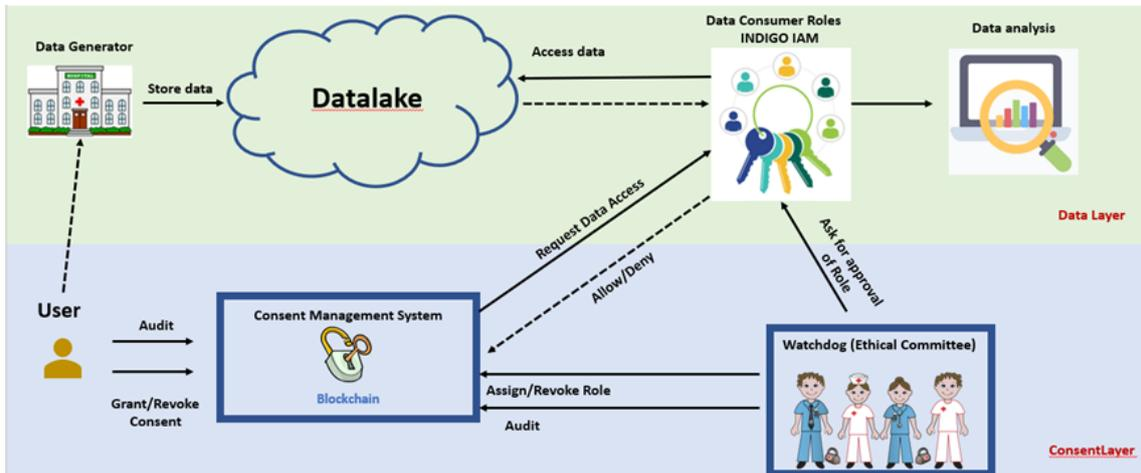 Data Generator
HOSPITAL
Store data
Datalake
Access data
Data Consumer Roles
INDIGO IAM
Data analysis
Data Layer
Request Data Access
Allow/Deny
Ask for approval
of Role
User
Audit
Grant/Revoke
Consent
Consent Management System
Blockchain
Assign/Revoke Role
Audit
Watchdog (Ethical Committee)
ConsentLayer